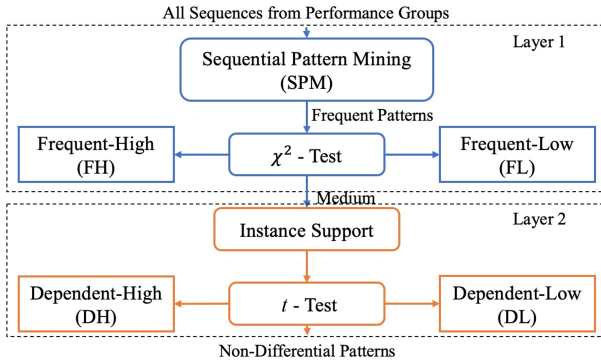 All Sequences from Performance Groups
Layer 1
Sequential Pattern Mining
(SPM)
Frequent Patterns
Frequent-High
(FH)
χ² - Test
Frequent-Low
(FL)
Medium
Layer 2
Instance Support
Dependent-High
(DH)
t - Test
Dependent-Low
(DL)
Non-Differential Patterns